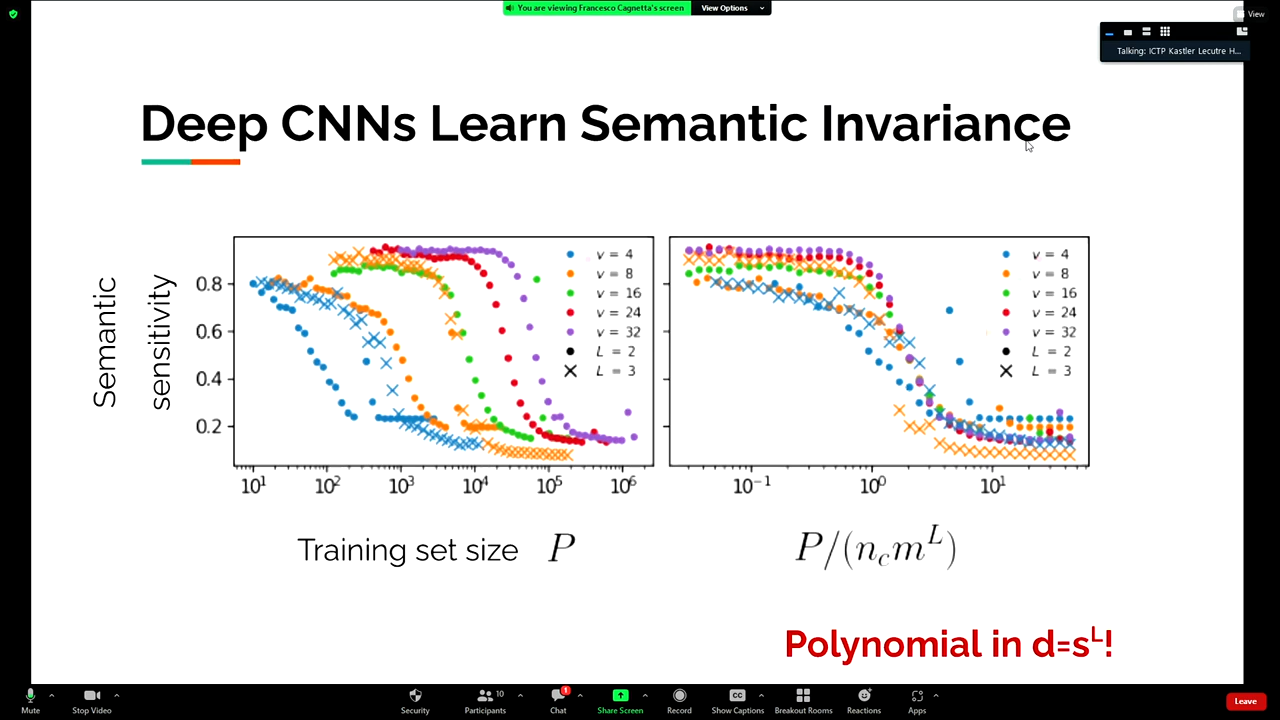 You are viewing Francesco Cagnetta's screen
View Options
View
Talking: ICTP Kastler Lecutre H...
Deep CNNs Learn Semantic Invariance
Semantic
sensitivity
0.8
0.6
0.4
0.2
v = 4
v = 8
v = 16
v = 24
v = 32
L = 2
L = 3
10¹ 10² 10³ 10⁴ 10⁵ 10⁶
v = 4
v = 8
v = 16
v = 24
v = 32
L = 2
L = 3
10⁻¹ 10⁰ 10¹
Training set size P
P/(n_c m^L)
Polynomial in d=s^L!
Mute
Stop Video
Security
10
Participants
1
Chat
Share Screen
Record
CC
Show Captions
Breakout Rooms
Reactions
Apps
Leave